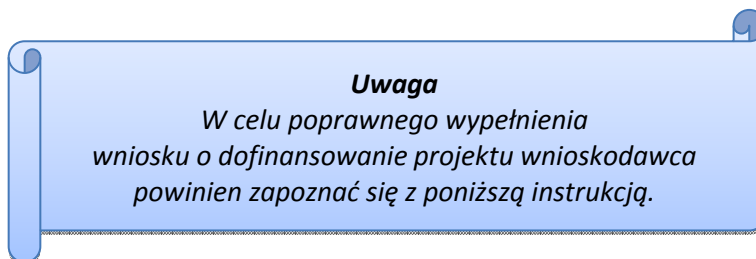 Uwaga
W celu poprawnego wypełnienia
wniosku o dofinansowanie projektu wnioskodawca
powinien zapoznać się z poniższą instrukcją.